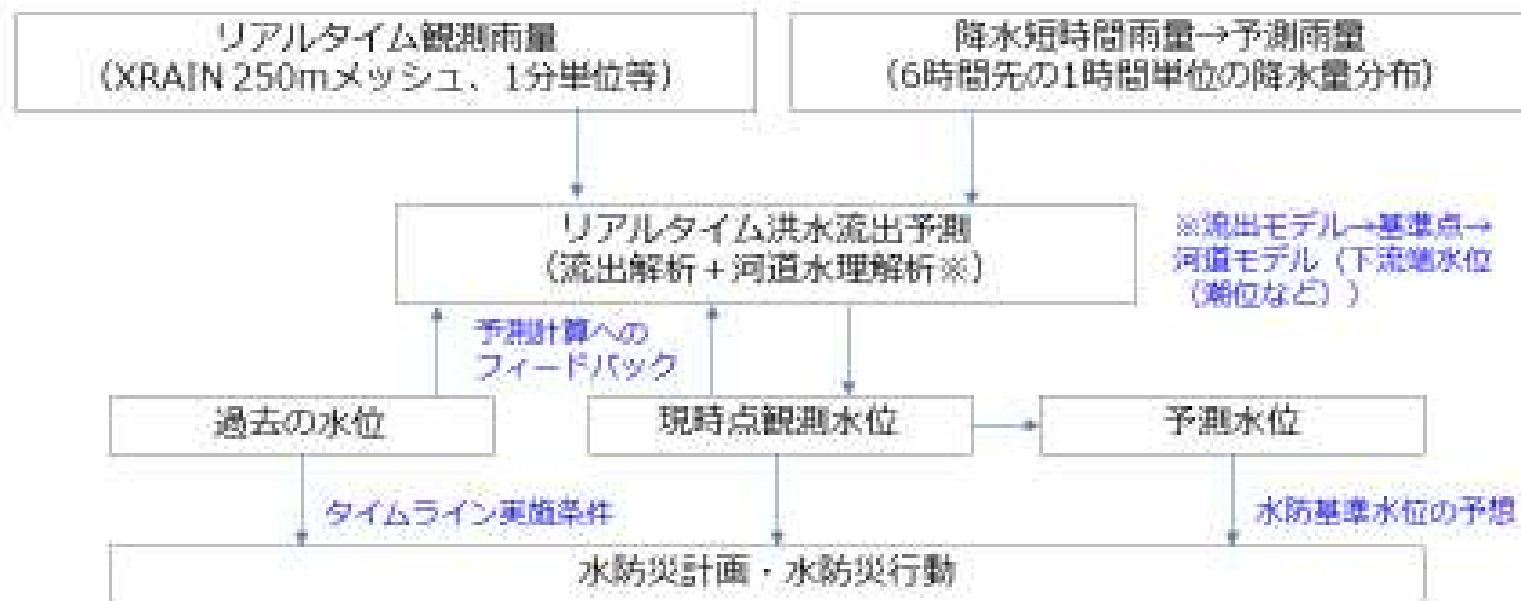 リアルタイム観測雨量
（XRAIN 250mメッシュ、1分単位等）
降水短時間雨量→予測雨量
（6時間先の1時間単位の降水量分布）
リアルタイム洪水流出予測
（流出解析＋河道水理解析※）
※流出モデル→基準点→
河道モデル（下流端水位
（潮位など））
予測計算への
フィードバック
過去の水位
現時点観測水位
予測水位
タイムライン実施条件
水防基準水位の予想
水防災計画・水防災行動